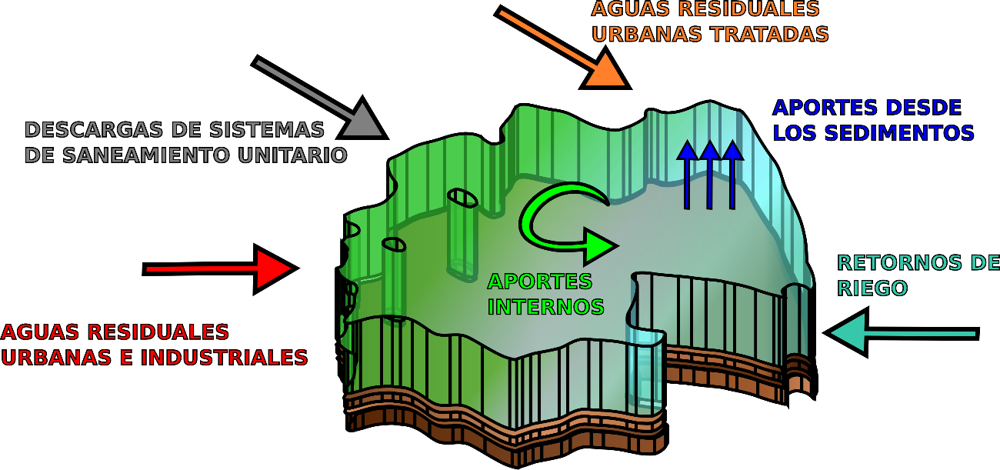 AGUAS RESIDUALES
URBANAS TRATADAS
DESCARGAS DE SISTEMAS
DE SANEAMIENTO UNITARIO
APORTES DESDE
LOS SEDIMENTOS
APORTES
INTERNOS
RETORNOS DE
RIEGO
AGUAS RESIDUALES
URBANAS E INDUSTRIALES